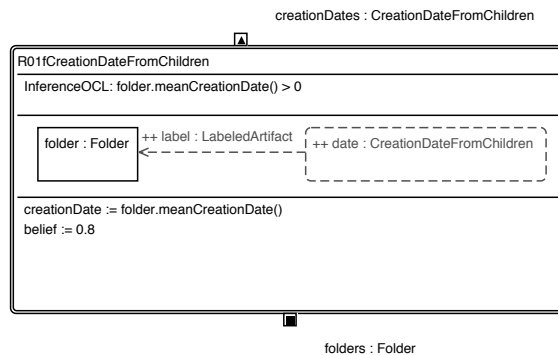 creationDates : CreationDateFromChildren
R01fCreationDateFromChildren
InferenceOCL: folder.meanCreationDate() > 0
folder : Folder
++ label : LabeledArtifact
++ date : CreationDateFromChildren
creationDate := folder.meanCreationDate()
belief := 0.8
folders : Folder